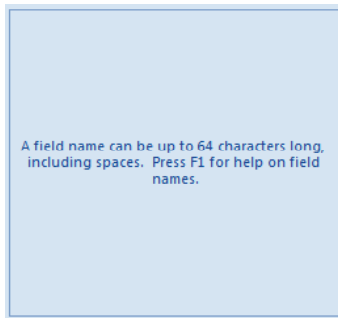 A field name can be up to 64 characters long,
including spaces.  Press F1 for help on field
names.